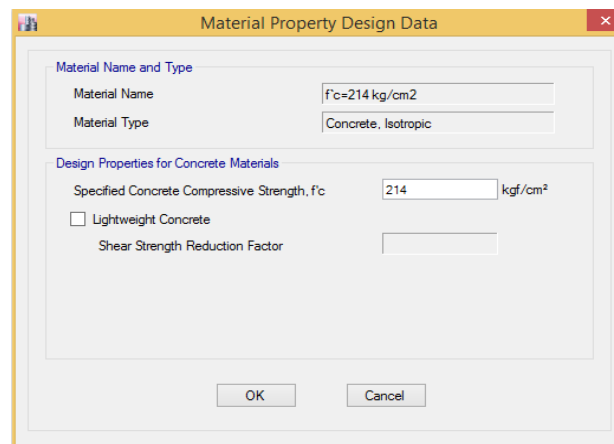 Material Property Design Data
Material Name and Type
Material Name f'c=214 kg/cm2
Material Type Concrete, Isotropic
Design Properties for Concrete Materials
Specified Concrete Compressive Strength, f'c 214 kgf/cm²
Lightweight Concrete
Shear Strength Reduction Factor
OK Cancel